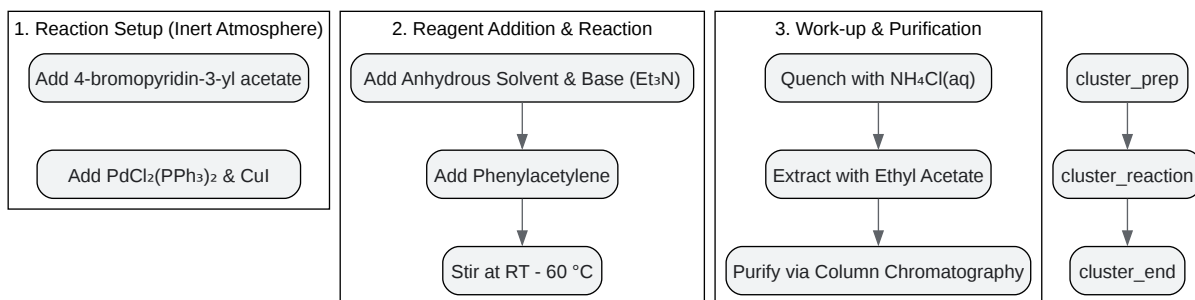 1. Reaction Setup (Inert Atmosphere)
Add 4-bromopyridin-3-yl acetate
Add PdCl₂(PPh₃)₂ & CuI
2. Reagent Addition & Reaction
Add Anhydrous Solvent & Base (Et₃N)
Add Phenylacetylene
Stir at RT - 60 °C
3. Work-up & Purification
Quench with NH₄Cl(aq)
Extract with Ethyl Acetate
Purify via Column Chromatography
cluster_prep
cluster_reaction
cluster_end